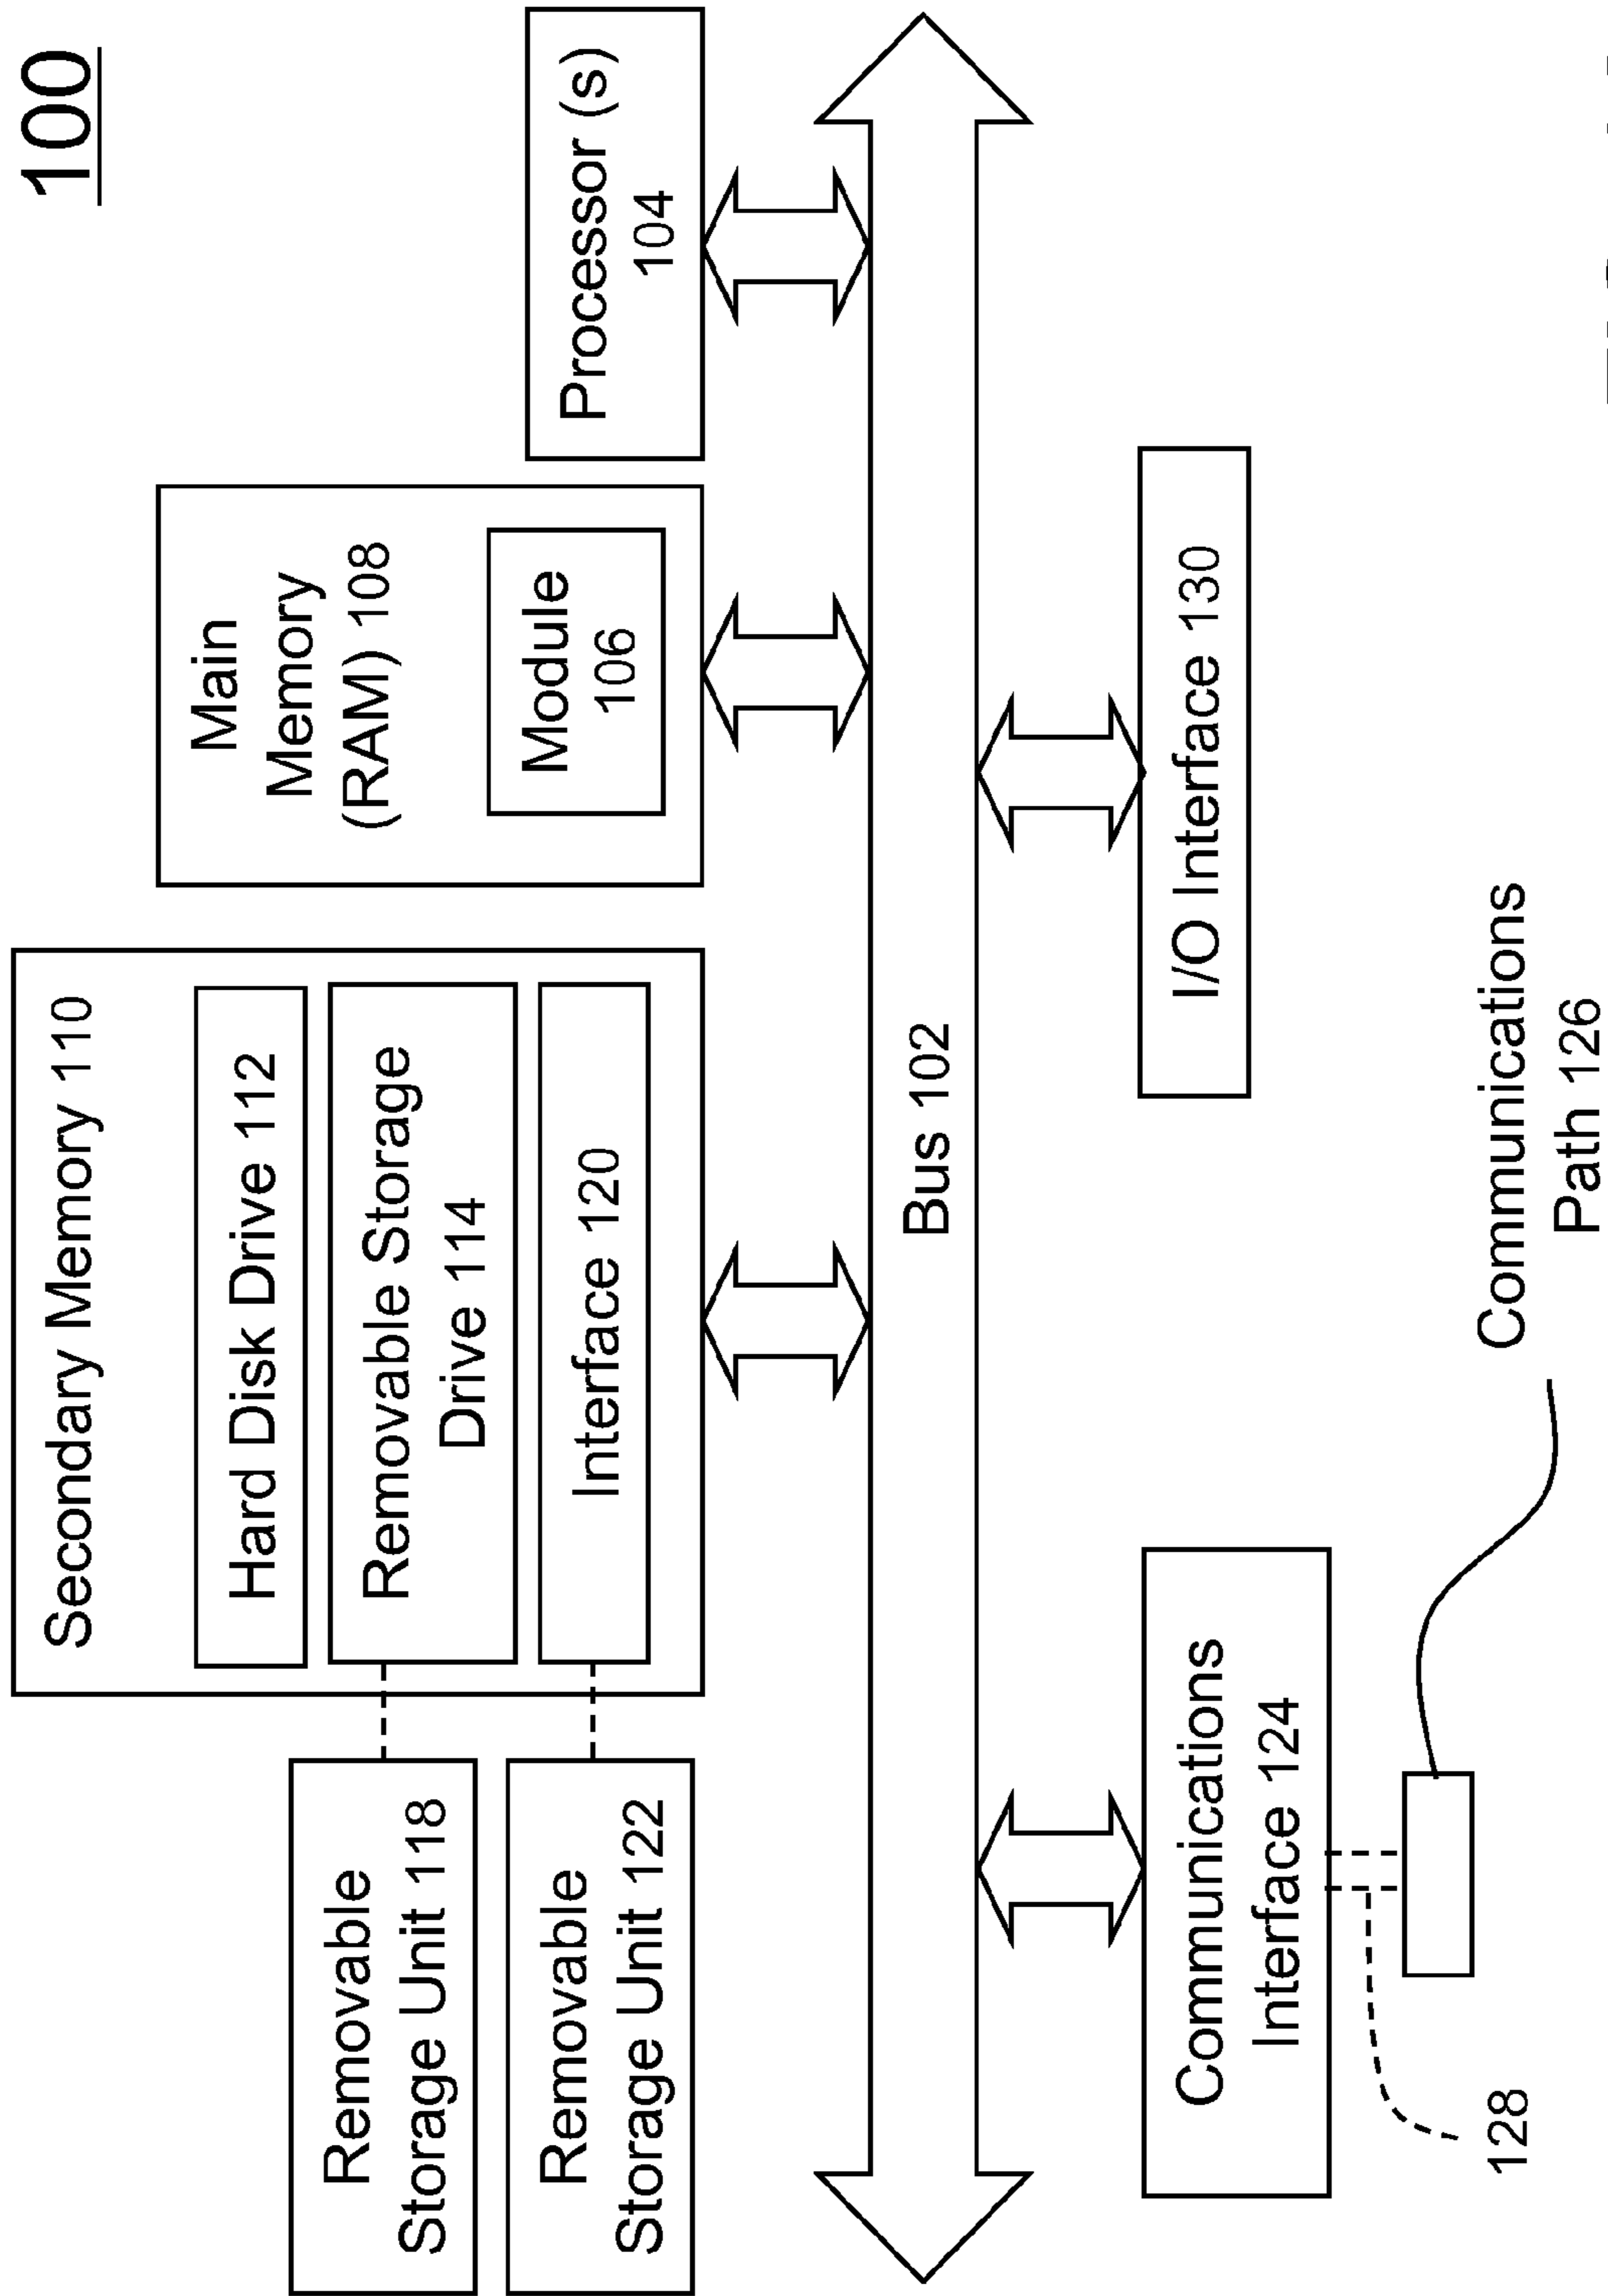 100
Secondary Memory 110
Hard Disk Drive 112
Removable Storage
Drive 114
Interface 120
Removable
Storage Unit 118
Removable
Storage Unit 122
Main
Memory
(RAM) 108
Module
106
Processor (s)
104
Bus 102
Communications
Interface 124
I/O Interface 130
128
Communications
Path 126